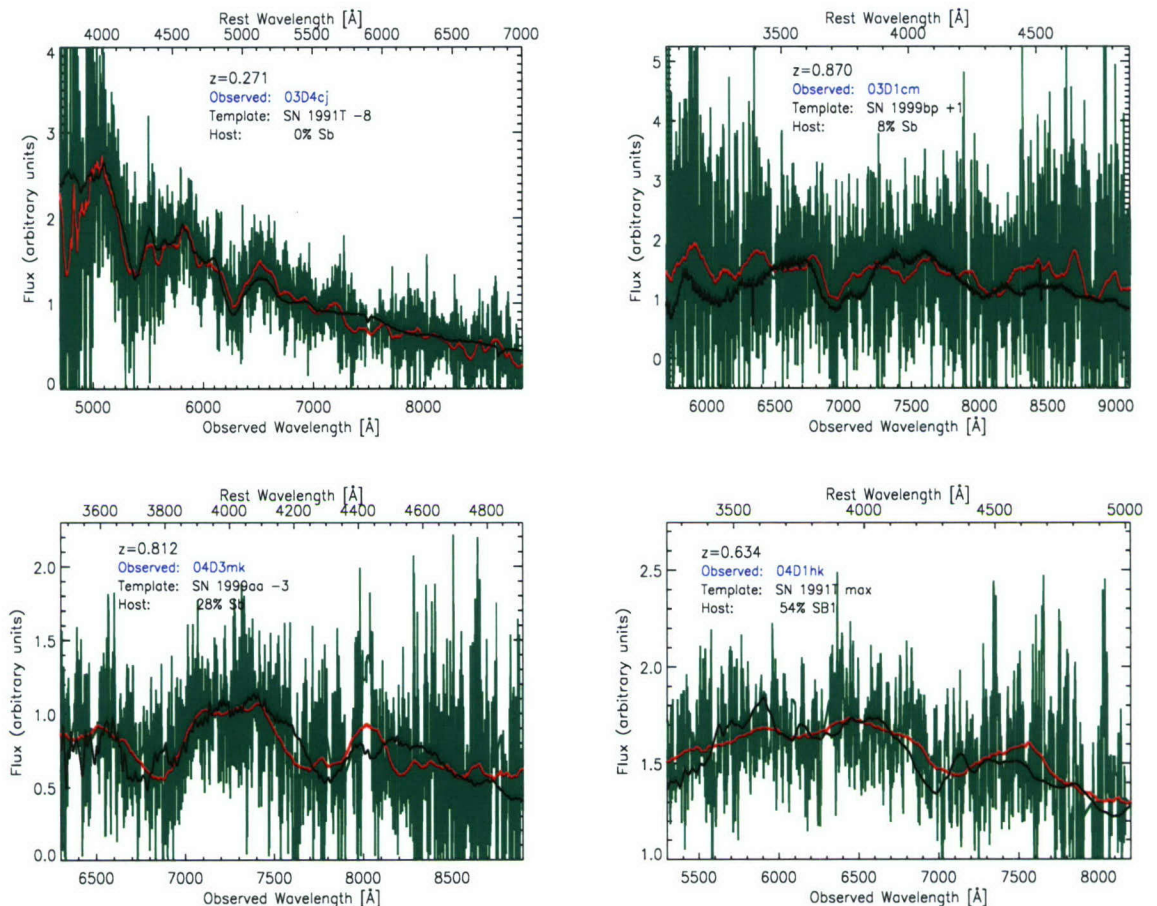 Rest Wavelength [Å]
4000 4500 5000 5500 6000 6500 7000
z=0.271
Observed: 03D4cj
Template: SN 1991T -8
Host: 0% Sb
Flux (arbitrary units)
4
3
2
1
0
5000 6000 7000 8000
Observed Wavelength [Å]
Rest Wavelength [Å]
3500 4000 4500
z=0.870
Observed: 03D1cm
Template: SN 1999bp +1
Host: 8% Sb
Flux (arbitrary units)
5
4
3
2
1
0
6000 6500 7000 7500 8000 8500 9000
Observed Wavelength [Å]
Rest Wavelength [Å]
3600 3800 4000 4200 4400 4600 4800
z=0.812
Observed: 04D3mk
Template: SN 1999aa -3
Host: 28% Sb
Flux (arbitrary units)
2.0
1.5
1.0
0.5
0.0
6500 7000 7500 8000 8500
Observed Wavelength [Å]
Rest Wavelength [Å]
3500 4000 4500 5000
z=0.634
Observed: 04D1hk
Template: SN 1991T max
Host: 54% SB1
Flux (arbitrary units)
2.5
2.0
1.5
1.0
5500 6000 6500 7000 7500 8000
Observed Wavelength [Å]